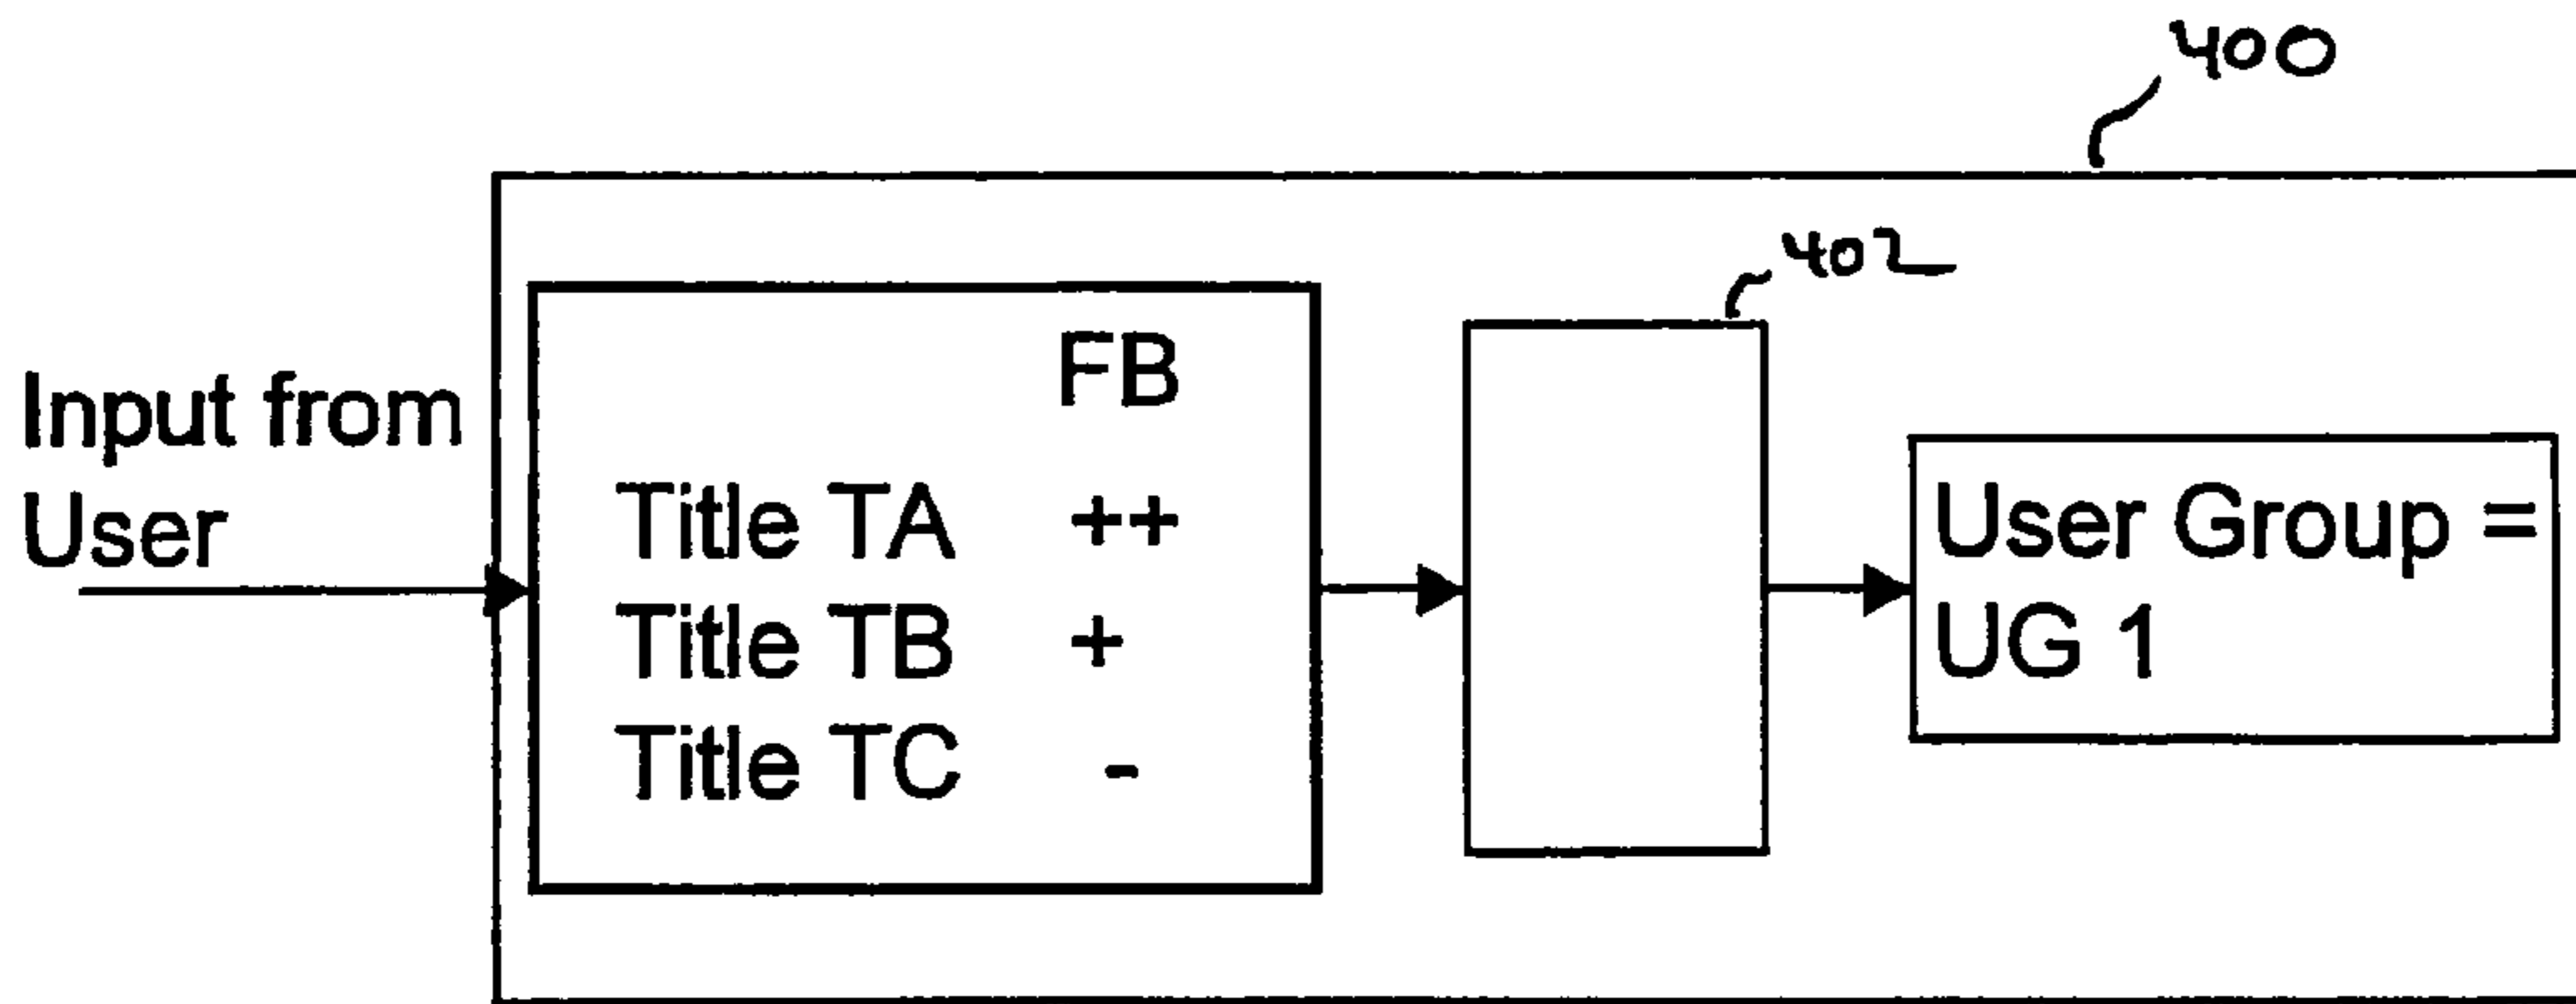 400
402
Input from
User
FB
Title TA ++
Title TB +
Title TC -
User Group =
UG 1